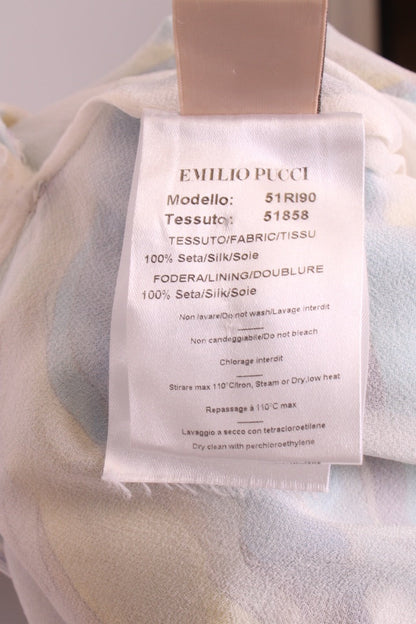 EMILIO PUCCI
Modello: 51RI90
Tessuto: 51858
TESSUTO/FABRIC/TISSU
100% Seta/Silk/Soie
FODERA/LINING/DOUBLURE
100% Seta/Silk/Soie
Non lavare/Do not wash/Lavage interdit
Non candeggiabile/Do not bleach
Chlorage interdit
Stirare max 110°C/Iron, Steam or Dry, low heat
Repassage à 110°C max
Lavaggio a secco con tetracloroetilene
Dry clean with perchloroethylene